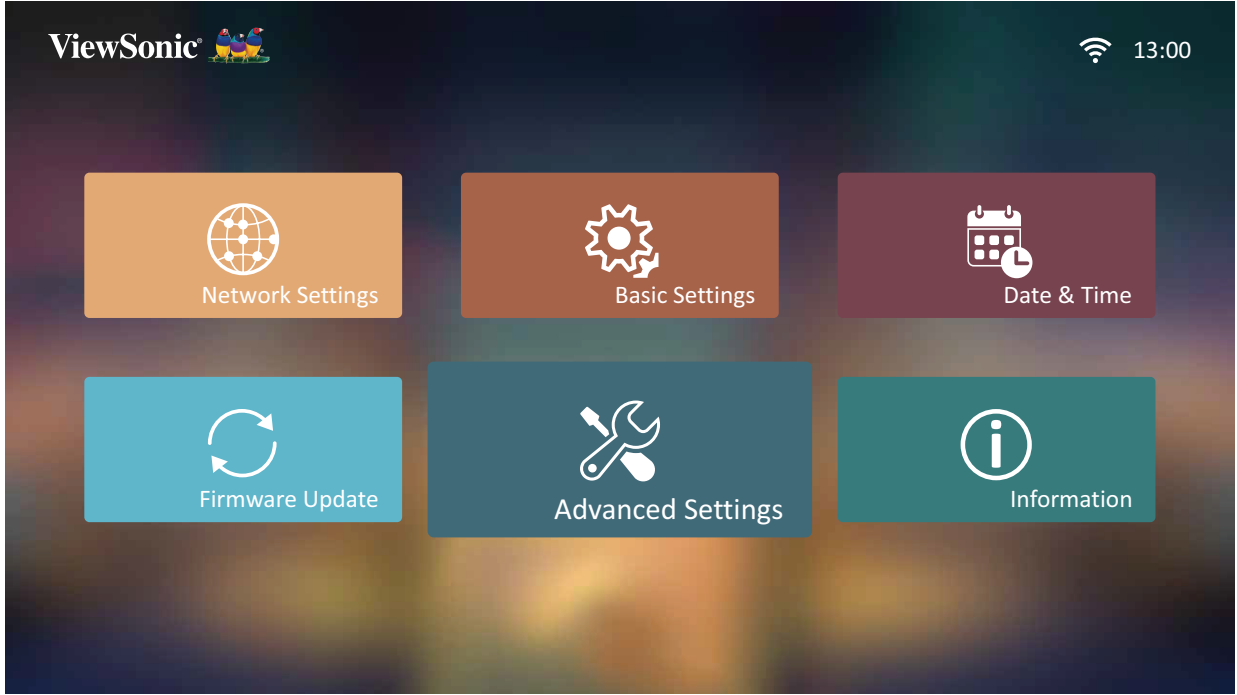 ViewSonic®
13:00
Network Settings
Basic Settings
Date & Time
Firmware Update
Advanced Settings
Information